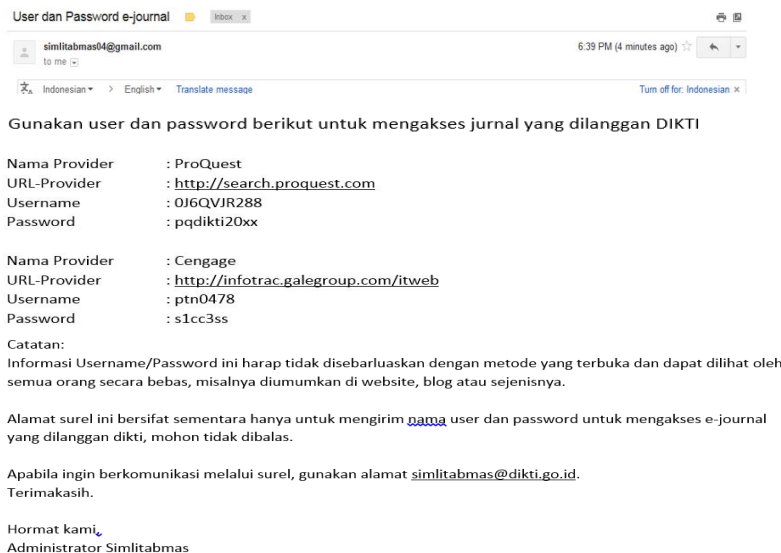 User dan Password e-journal Inbox x
simlitabmas04@gmail.com 6:39 PM (4 minutes ago)
to me
Indonesian > English Translate message Turn off for: Indonesian ×
Gunakan user dan password berikut untuk mengakses jurnal yang dilanggan DIKTI
Nama Provider : ProQuest
URL-Provider : http://search.proquest.com
Username : 0J6QVJR288
Password : pqdikti20xx
Nama Provider : Cengage
URL-Provider : http://infotrac.galegroup.com/itweb
Username : ptn0478
Password : s1cc3ss
Catatan:
Informasi Username/Password ini harap tidak disebarluaskan dengan metode yang terbuka dan dapat dilihat oleh
semua orang secara bebas, misalnya diumumkan di website, blog atau sejenisnya.
Alamat surel ini bersifat sementara hanya untuk mengirim nama user dan password untuk mengakses e-journal
yang dilanggan dikti, mohon tidak dibalas.
Apabila ingin berkomunikasi melalui surel, gunakan alamat simlitabmas@dikti.go.id.
Terimakasih.
Hormat kami,
Administrator Simlitabmas